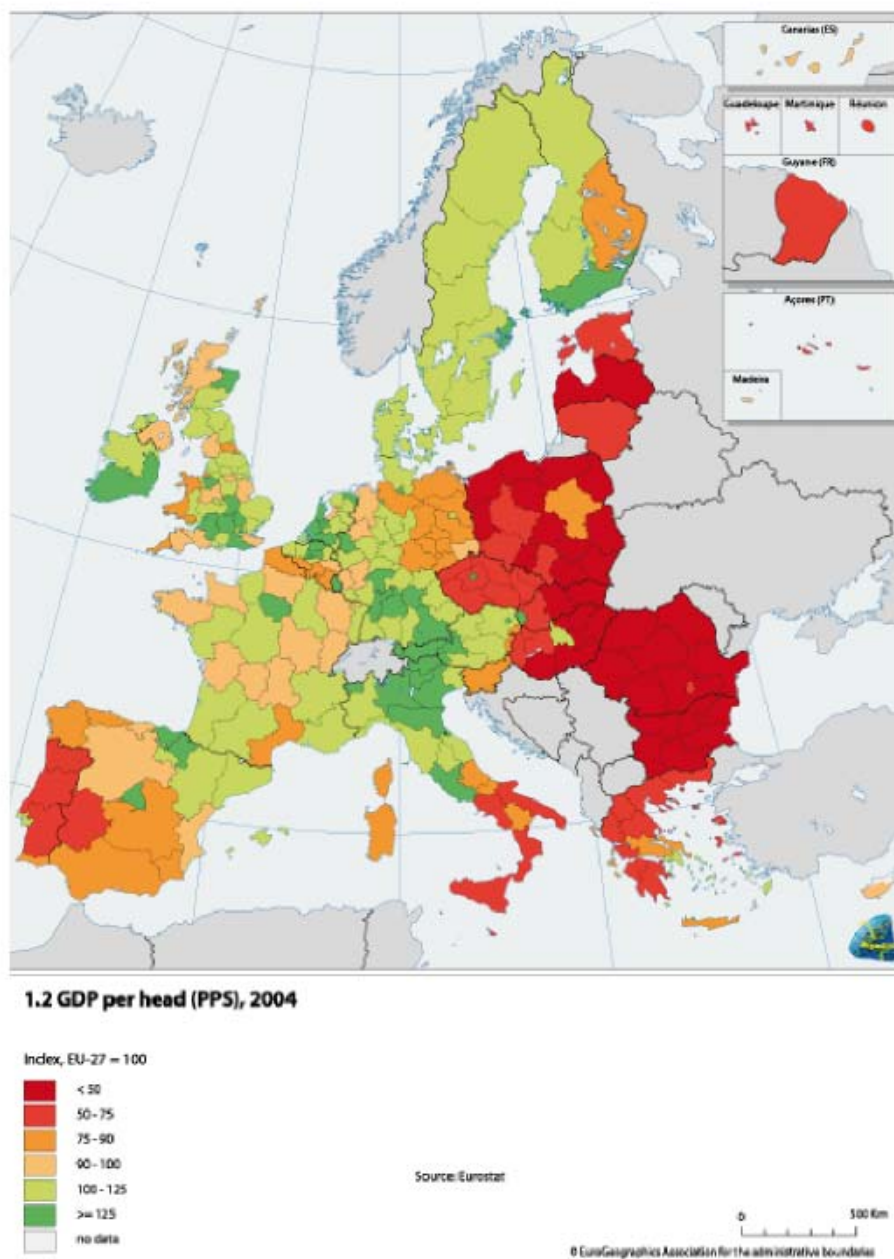 Canarias (ES)
Guadeloupe Martinique Réunion
Guyane (FR)
Açores (PT)
Madeira
1.2 GDP per head (PPS), 2004
Index, EU-27 = 100
< 50
50 - 75
75 - 90
90 - 100
100 - 125
>= 125
no data
Source: Eurostat
0 500 Km
© EuroGeographics Association for the administrative boundaries